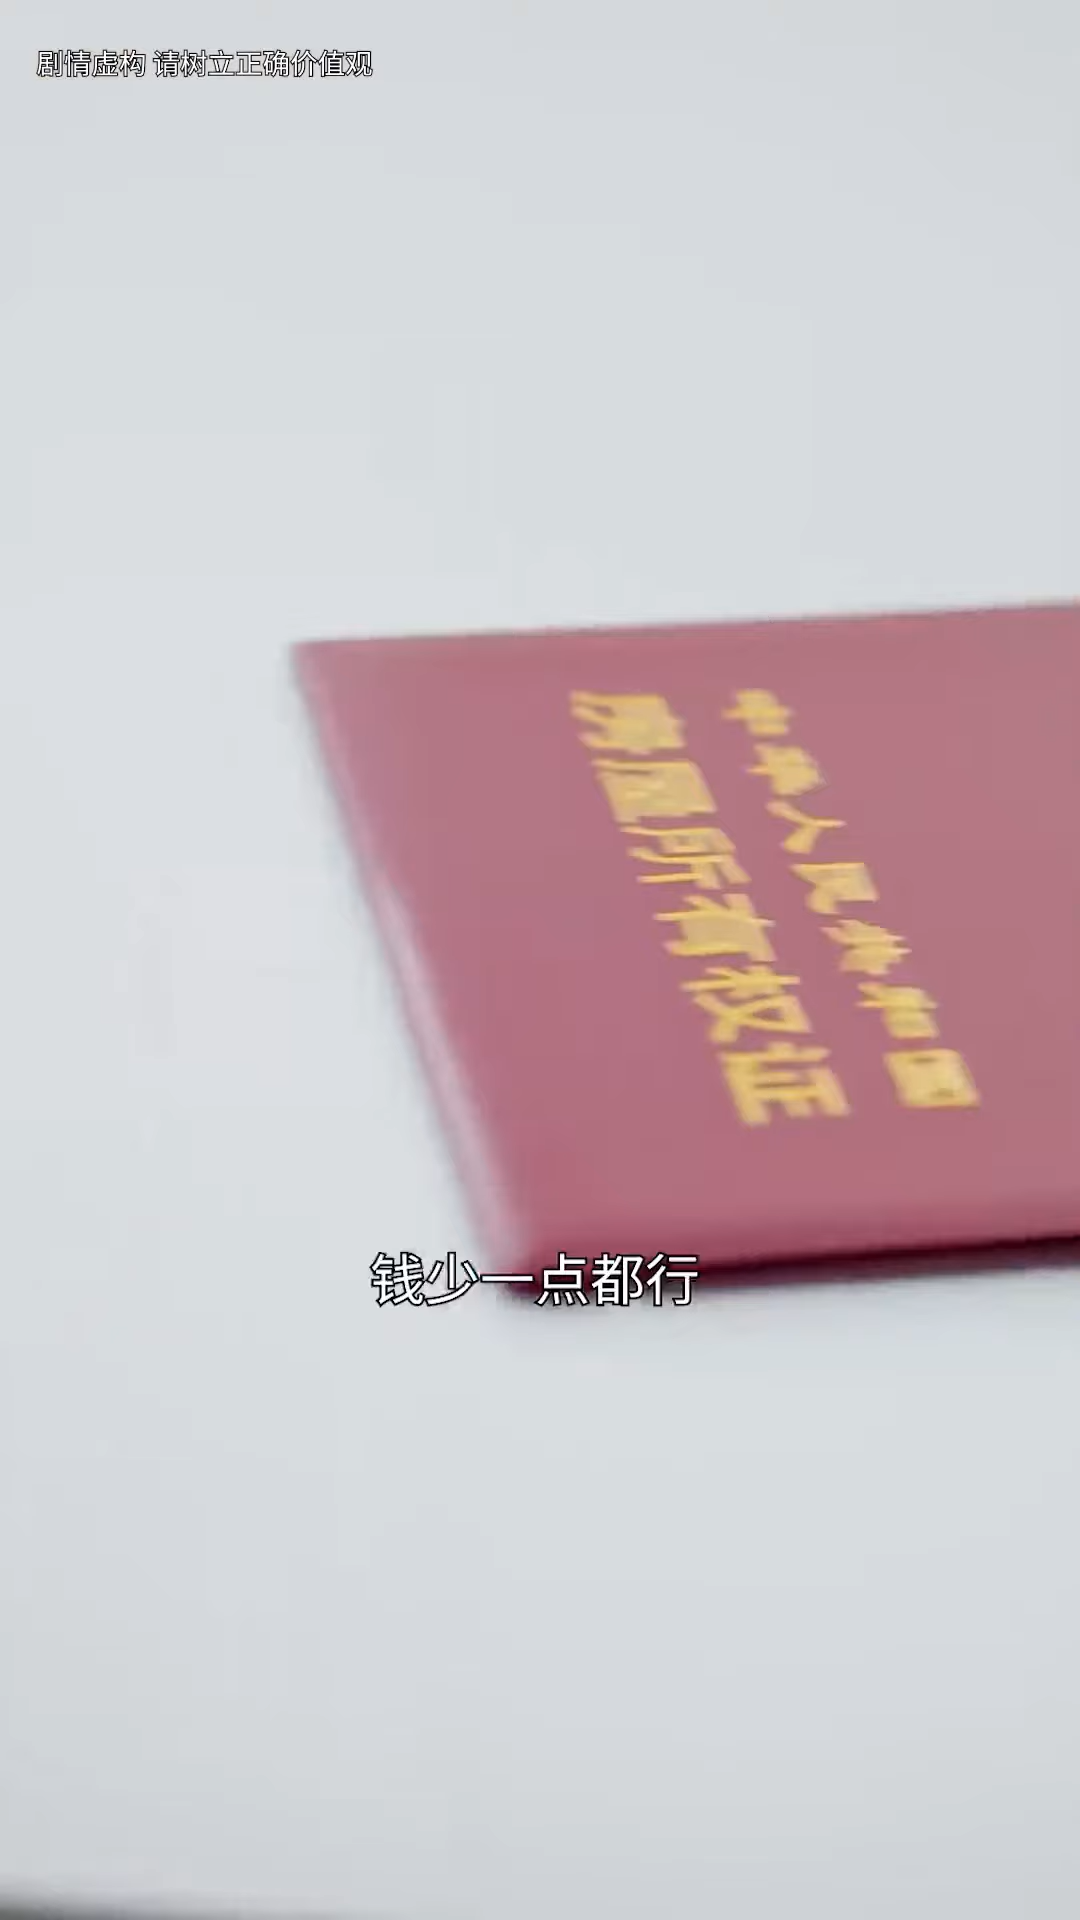 剧情虚构 请树立正确价值观
中华人民共和国
房屋所有权证
钱少一点都行